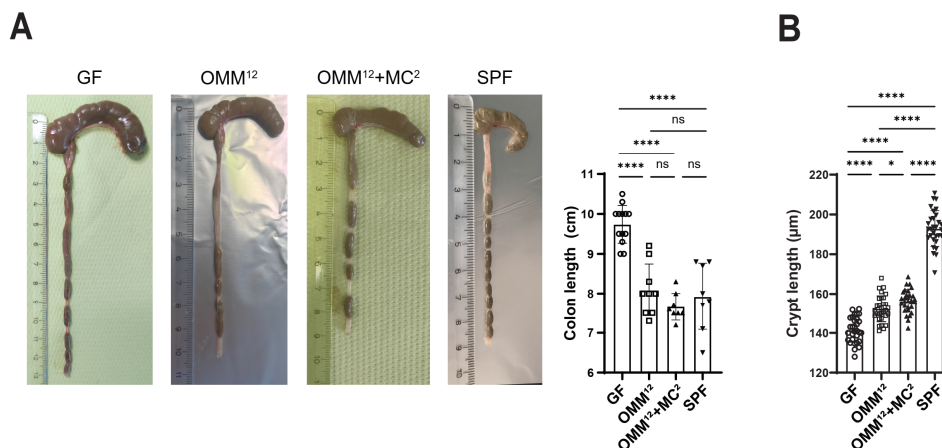 A
B
GF
OMM¹²
OMM¹²+MC²
SPF
****
ns
****
**** ns ns
11
10
9
8
7
6
Colon length (cm)
GF
OMM¹²
OMM¹²+MC²
SPF
****
****
****
**** * ****
220
200
180
160
140
120
Crypt length (µm)
GF
OMM¹²
OMM¹²+MC²
SPF